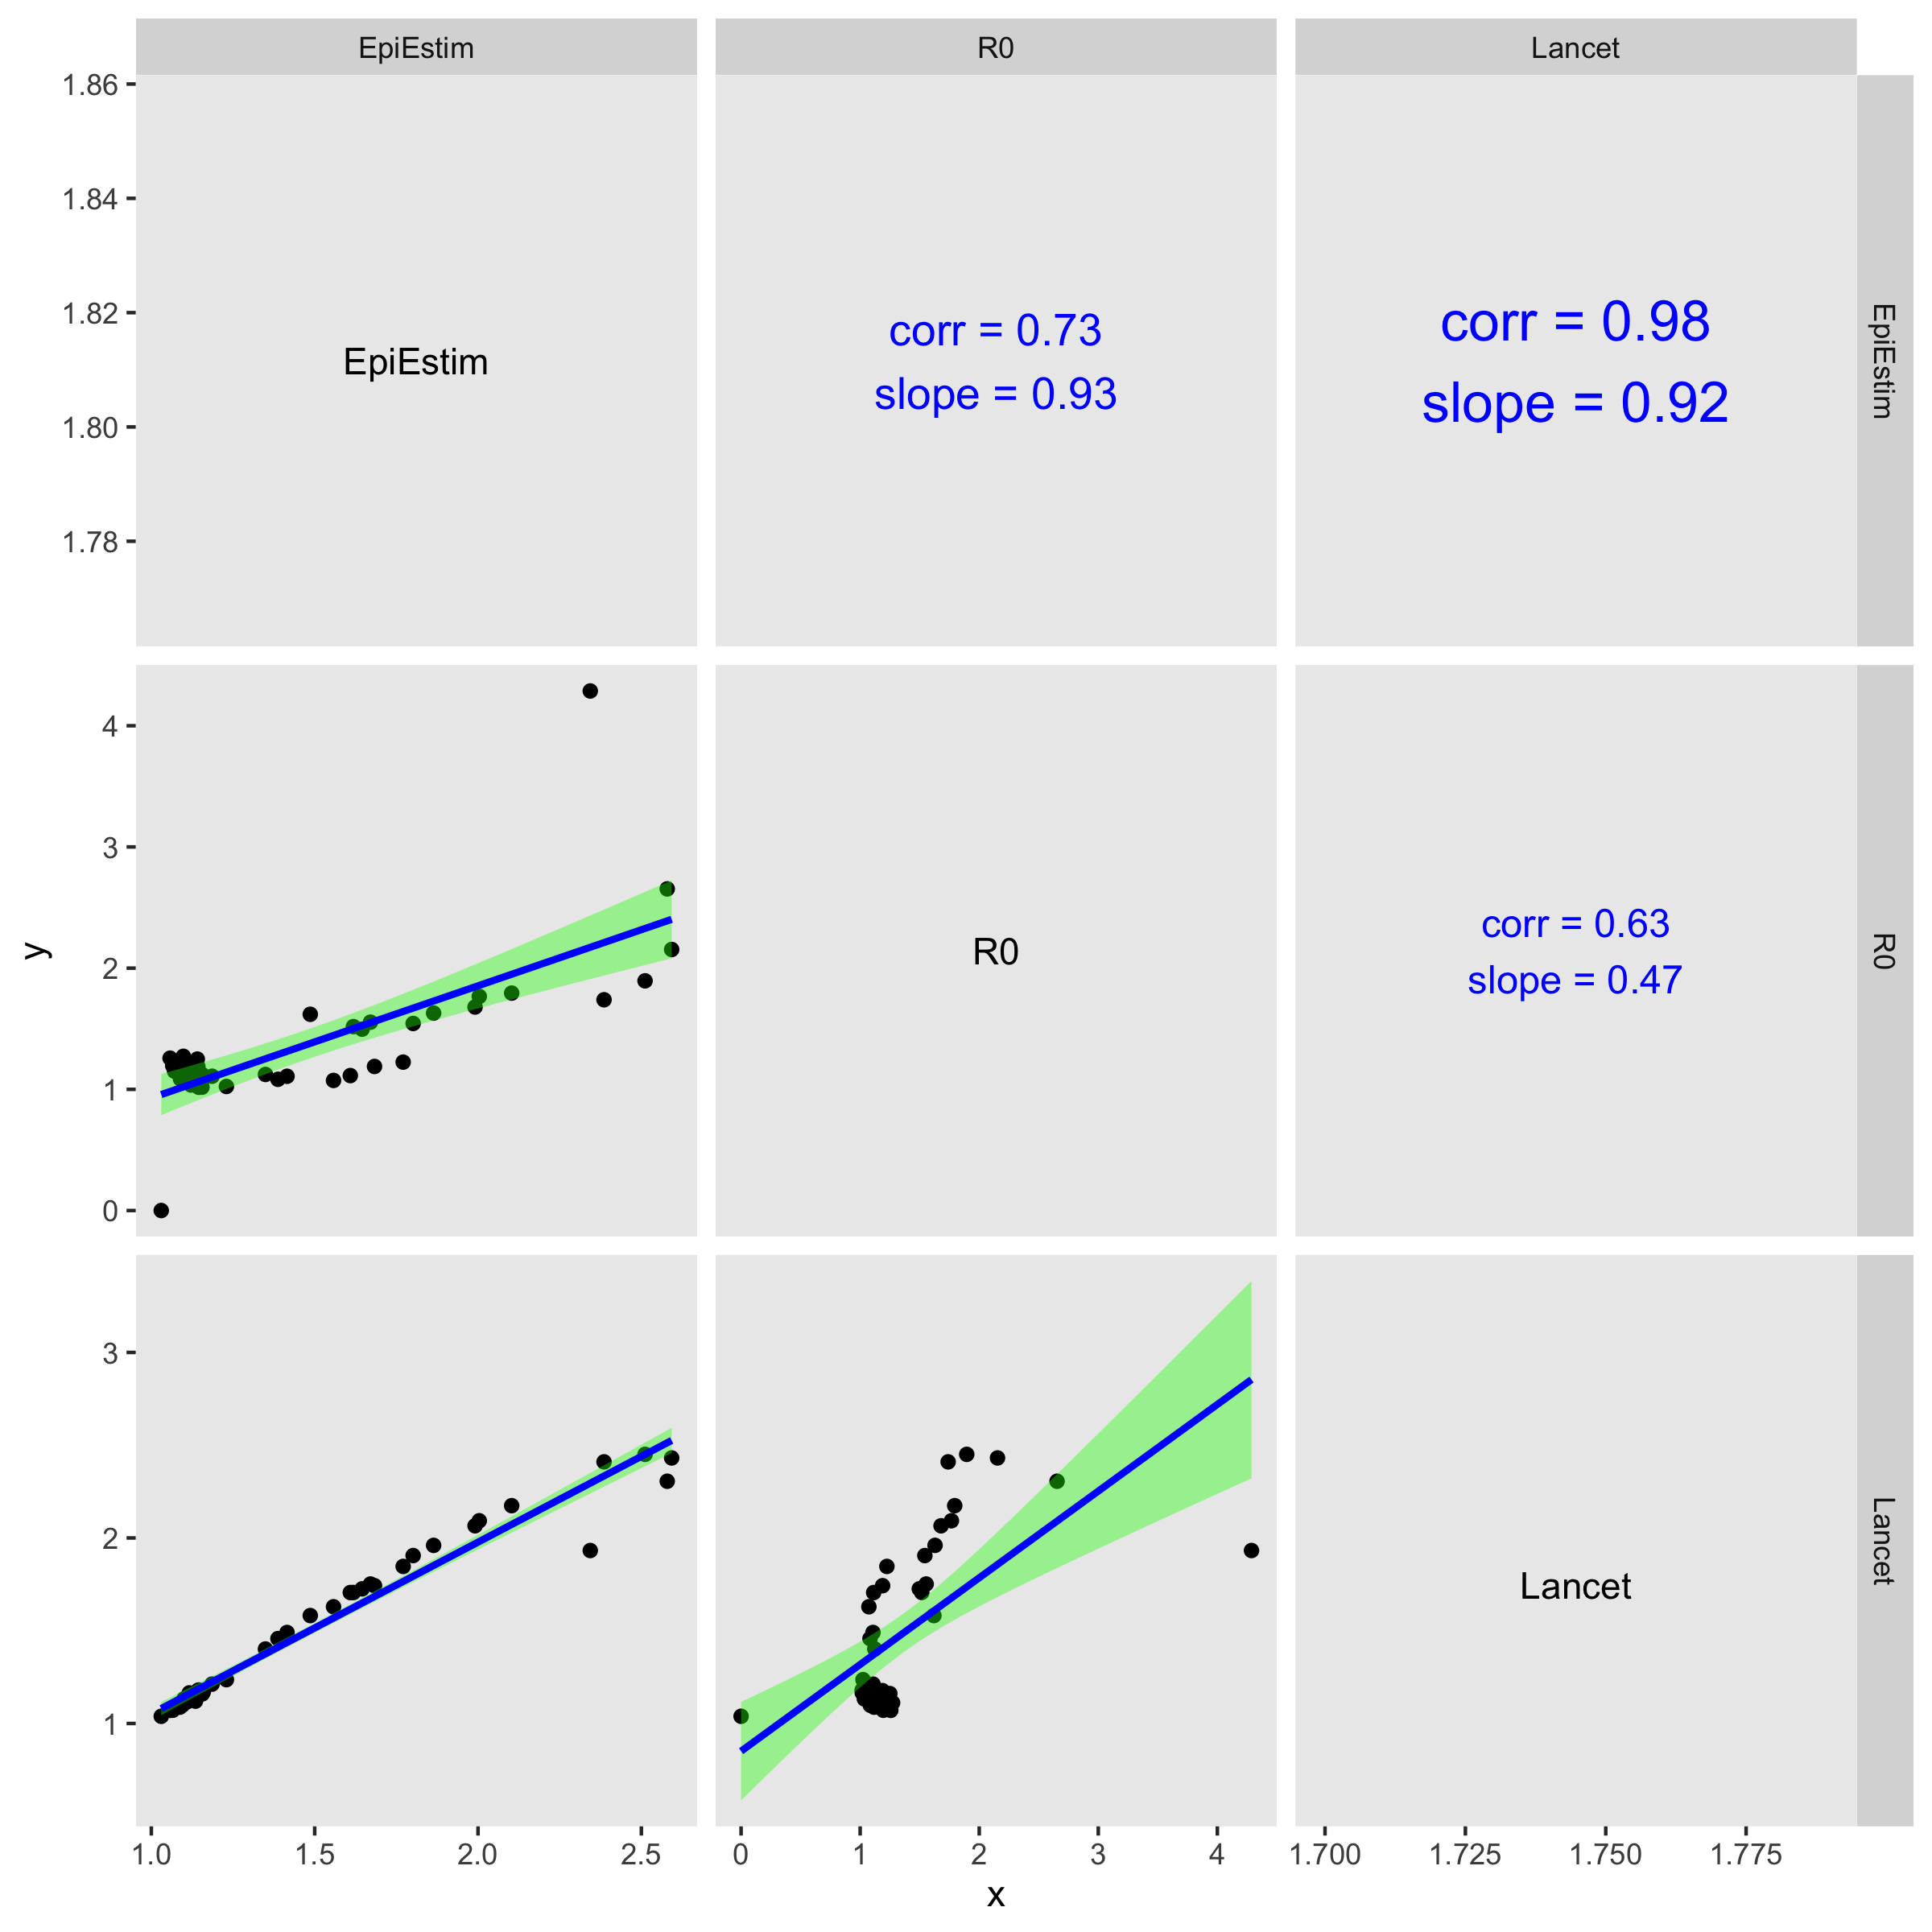 EpiEstim
R0
Lancet
1.86
1.84
1.82
1.80
1.78
EpiEstim
corr = 0.73
slope = 0.93
corr = 0.98
slope = 0.92
EpiEstim
y
4
3
2
1
0
R0
corr = 0.63
slope = 0.47
R0
3
2
1
Lancet
Lancet
1.0 1.5 2.0 2.5
0 1 2 3 4
1.700 1.725 1.750 1.775
x